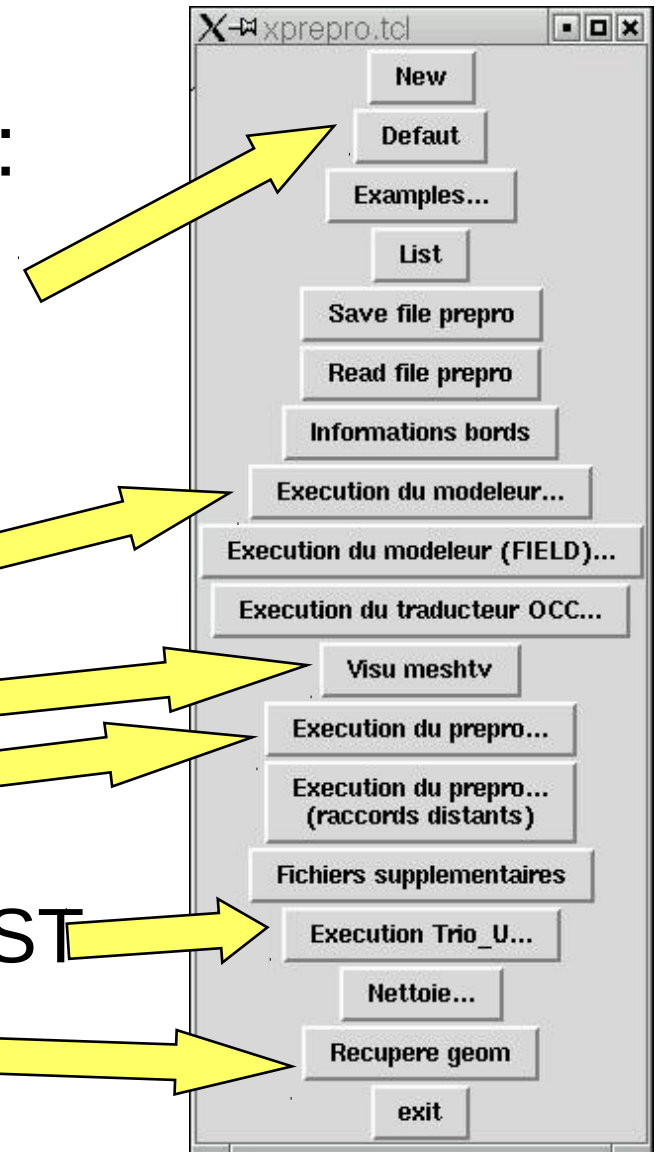 xprepro.tcl
New
:
Defaut
Examples...
List
Save file prepro
Read file prepro
Informations bords
Execution du modeleur...
Execution du modeleur (FIELD)...
Execution du traducteur OCC...
Visu meshtv
Execution du prepro...
Execution du prepro...
(raccords distants)
Fichiers supplementaires
ST
Execution Trio_U...
Nettoie...
Recupere geom
exit